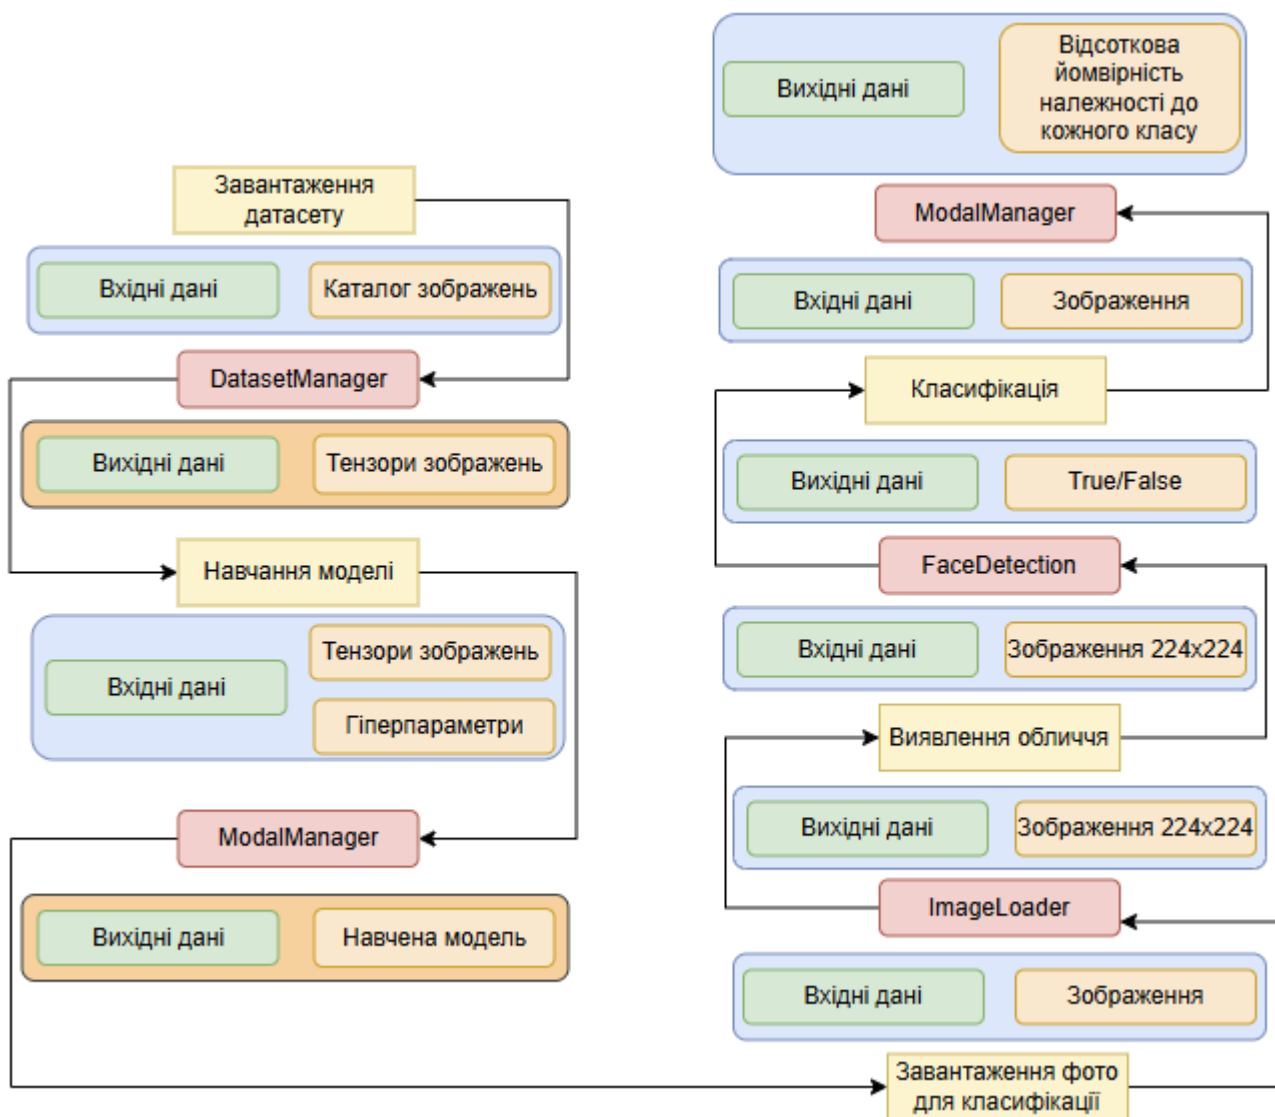 Завантаження
датасету
Вхідні дані
Каталог зображень
DatasetManager
Вихідні дані
Тензори зображень
Навчання моделі
Вхідні дані
Тензори зображень
Гіперпараметри
ModalManager
Вихідні дані
Навчена модель
Вихідні дані
Відсоткова
йомвірність
належності до
кожного класу
ModalManager
Вхідні дані
Зображення
Класифікація
Вихідні дані
True/False
FaceDetection
Вхідні дані
Зображення 224x224
Виявлення обличчя
Вихідні дані
Зображення 224x224
ImageLoader
Вхідні дані
Зображення
Завантаження фото
для класифікації